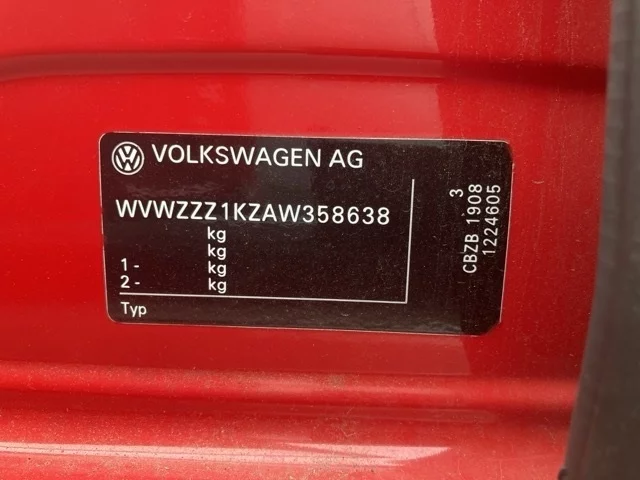 VOLKSWAGEN AG
WVWZZZ1KZAW358638
kg
kg
1- kg
2- kg
Typ
3
CBZB 1908
1224605